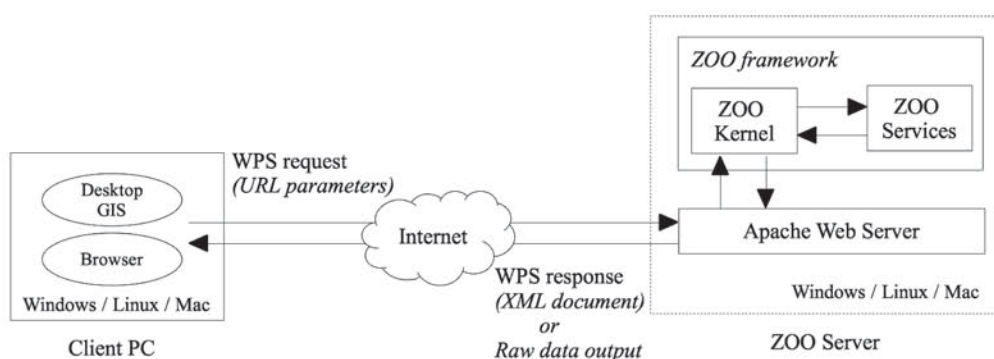 ZOO framework
ZOO
Kernel
ZOO
Services
WPS request
(URL parameters)
Desktop
GIS
Browser
Internet
Apache Web Server
WPS response
(XML document)
or
Raw data output
Windows / Linux / Mac
Windows / Linux / Mac
Client PC
ZOO Server